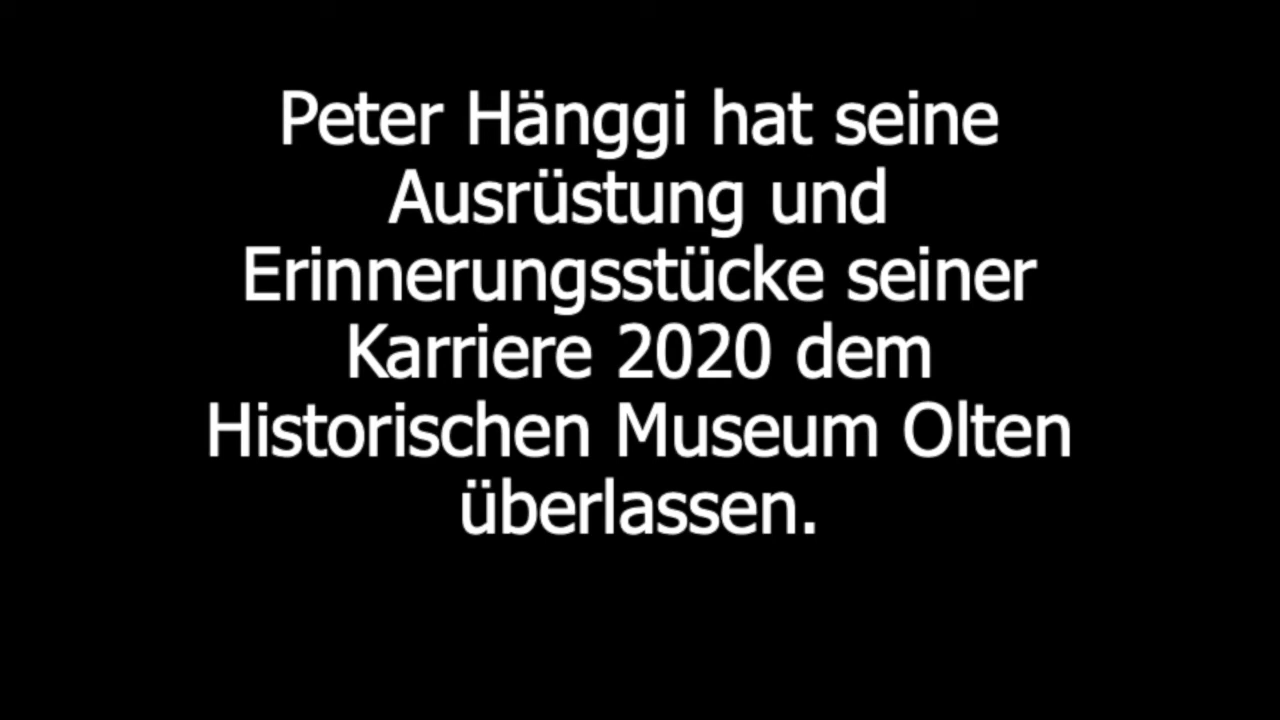 Peter Hänggi hat seine
Ausrüstung und
Erinnerungsstücke seiner
Karriere 2020 dem
Historischen Museum Olten
überlassen.